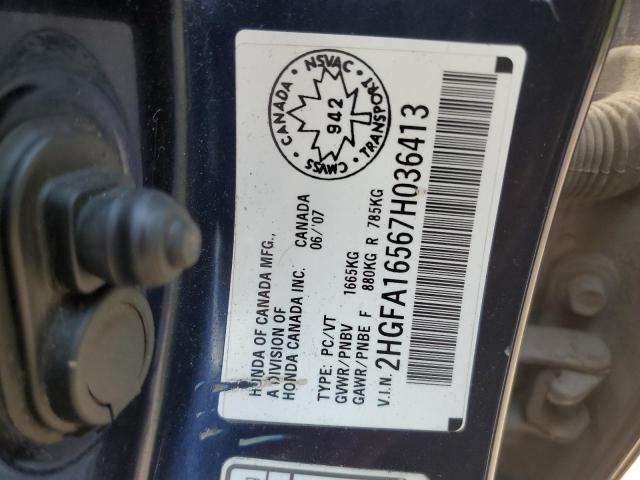 HONDA OF CANADA MFG.,
A DIVISION OF
HONDA CANADA INC.
CANADA
06/'07
TYPE: PC/VT
GVWR/PNBV 1665KG
GAWR/PNBE F 880KG R 785KG
V.I.N. 2HGFA16567H036413
CANADA NSVAC
TRANSPORT CMVSS
942